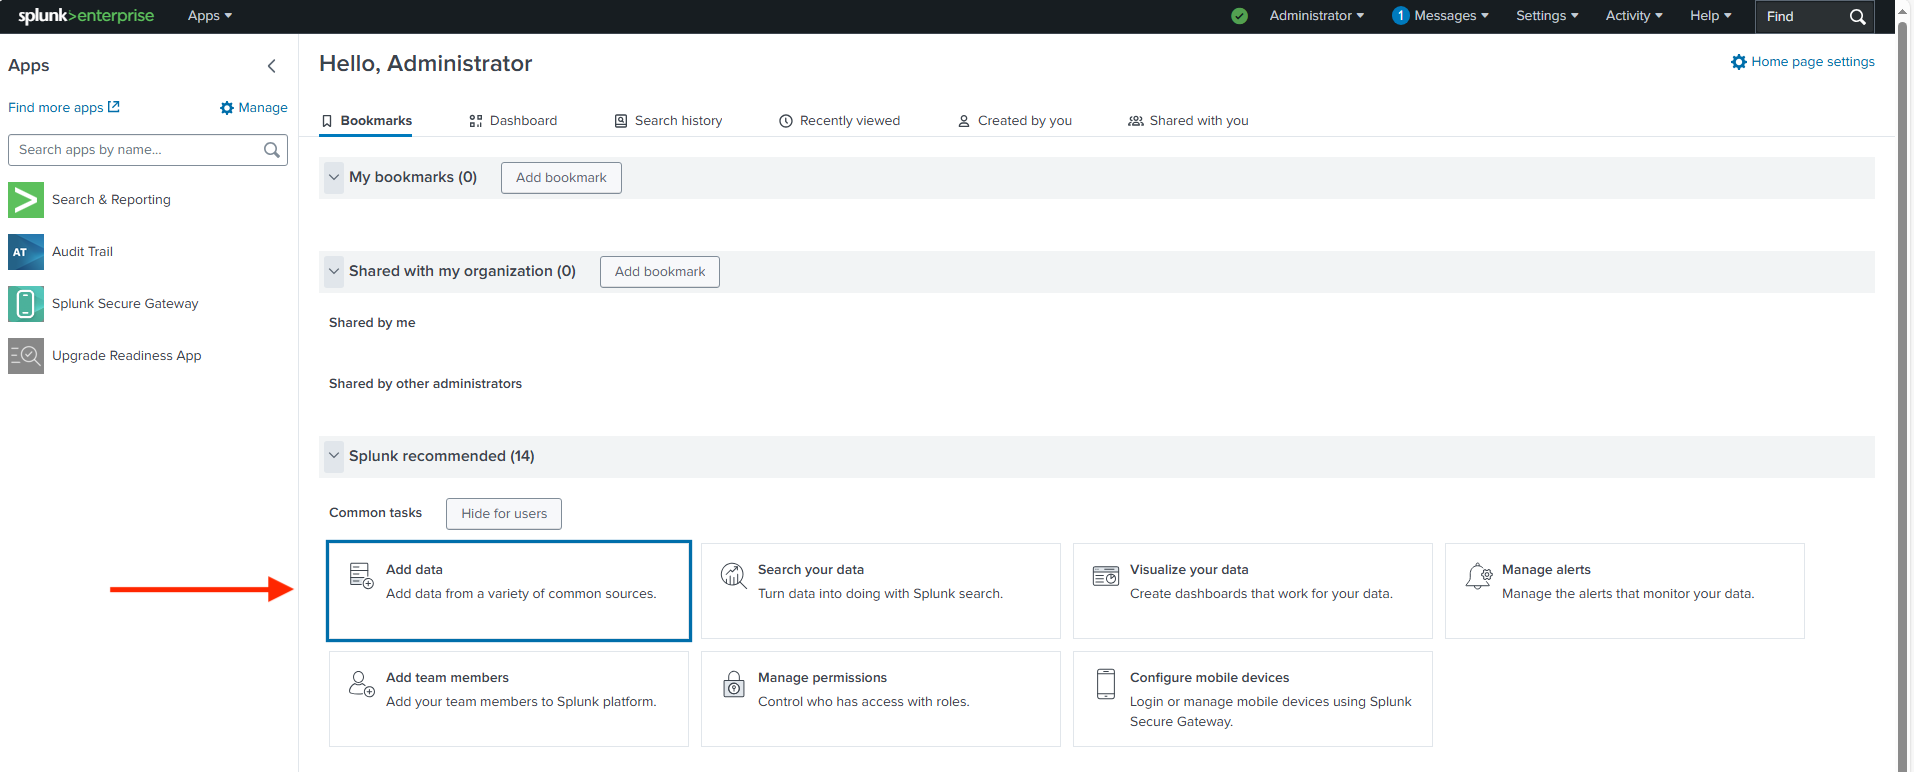 splunk>enterprise Apps Administrator 1 Messages Settings Activity Help Find
Apps
Find more apps Manage
Search apps by name...
Search & Reporting
AT Audit Trail
Splunk Secure Gateway
Upgrade Readiness App
Hello, Administrator
Home page settings
Bookmarks Dashboard Search history Recently viewed Created by you Shared with you
My bookmarks (0) Add bookmark
Shared with my organization (0) Add bookmark
Shared by me
Shared by other administrators
Splunk recommended (14)
Common tasks Hide for users
Add data
Add data from a variety of common sources.
Search your data
Turn data into doing with Splunk search.
Visualize your data
Create dashboards that work for your data.
Manage alerts
Manage the alerts that monitor your data.
Add team members
Add your team members to Splunk platform.
Manage permissions
Control who has access with roles.
Configure mobile devices
Login or manage mobile devices using Splunk
Secure Gateway.